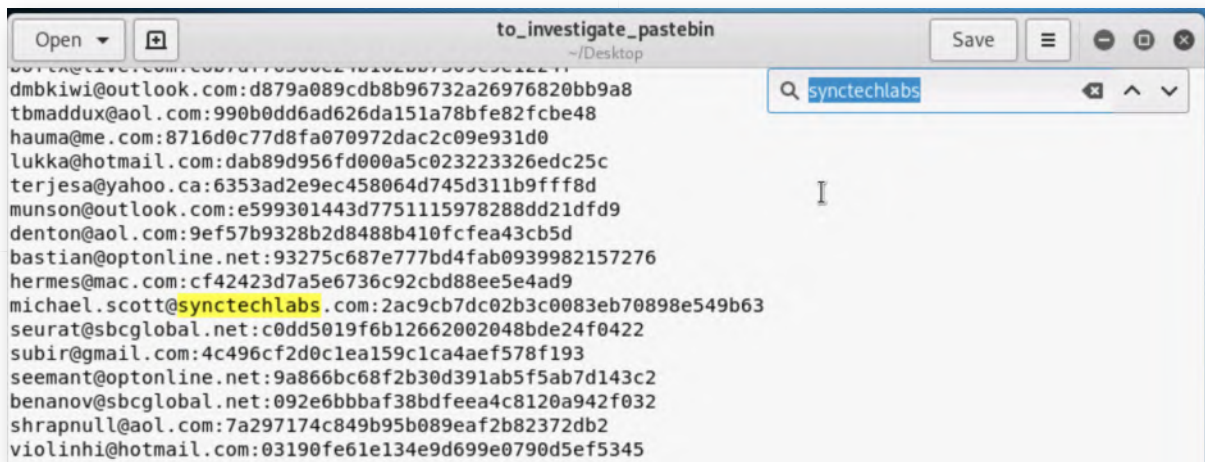 Open
to_investigate_pastebin
~/Desktop
Save
synctechlabs
dmbkiwi@outlook.com:d879a089cdb8b96732a26976820bb9a8
tbmaddux@aol.com:990b0dd6ad626da151a78bfe82fcbe48
hauma@me.com:8716d0c77d8fa070972dac2c09e931d0
lukka@hotmail.com:dab89d956fd000a5c023223326edc25c
terjesa@yahoo.ca:6353ad2e9ec458064d745d311b9fff8d
munson@outlook.com:e599301443d7751115978288dd21dfd9
denton@aol.com:9ef57b9328b2d8488b410fcfea43cb5d
bastian@optonline.net:93275c687e777bd4fab0939982157276
hermes@mac.com:cf42423d7a5e6736c92cbd88ee5e4ad9
michael.scott@synctechlabs.com:2ac9cb7dc02b3c0083eb70898e549b63
seurat@sbcglobal.net:c0dd5019f6b12662002048bde24f0422
subir@gmail.com:4c496cf2d0c1ea159c1ca4aef578f193
seemant@optonline.net:9a866bc68f2b30d391ab5f5ab7d143c2
benanov@sbcglobal.net:092e6bbbaf38bdfeea4c8120a942f032
shrapnull@aol.com:7a297174c849b95b089eaf2b82372db2
violinhi@hotmail.com:03190fe61e134e9d699e0790d5ef5345